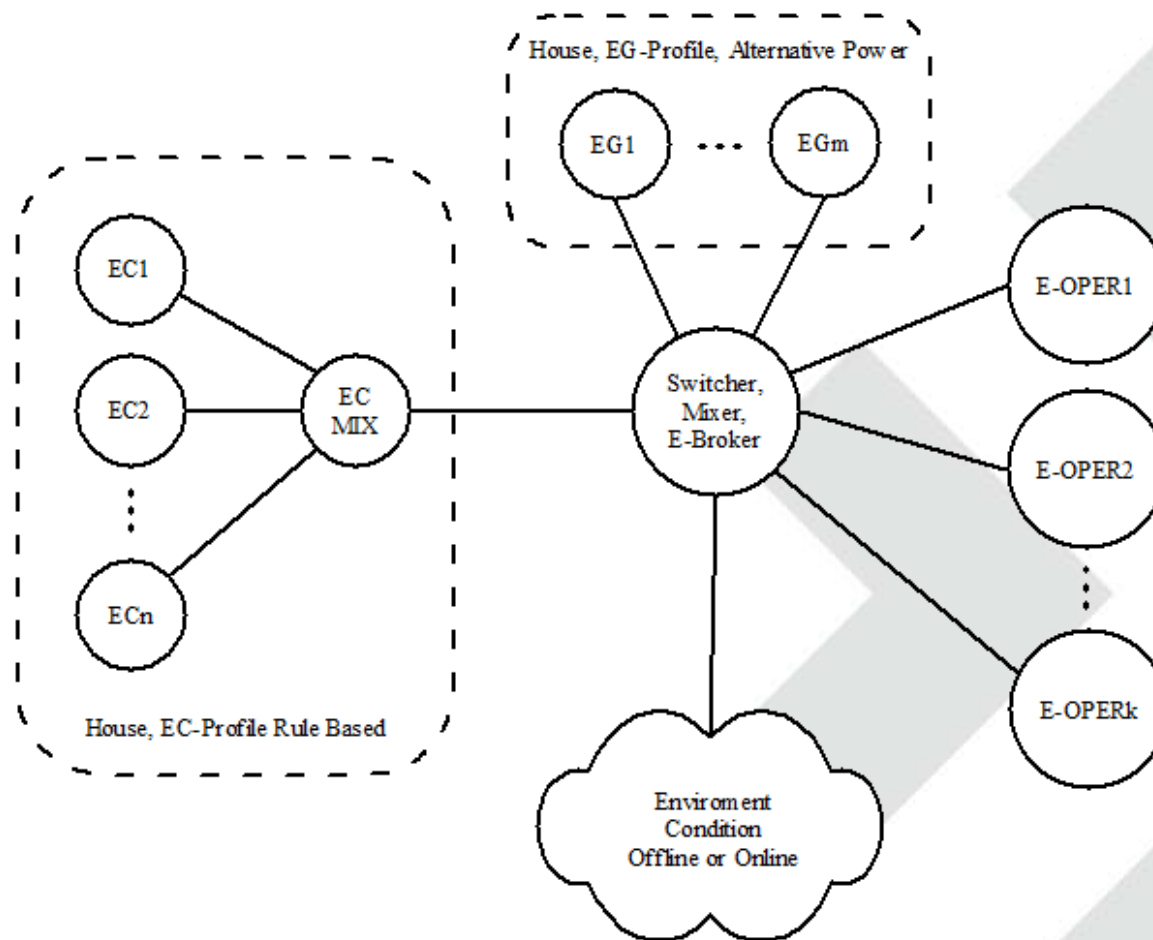 House, EG-Profile, Alternative Power
EG1
EGm
EC1
EC2
ECn
EC
MIX
House, EC-Profile Rule Based
Switcher,
Mixer,
E-Broker
E-OPER1
E-OPER2
E-OPERk
Enviroment
Condition
Offline or Online